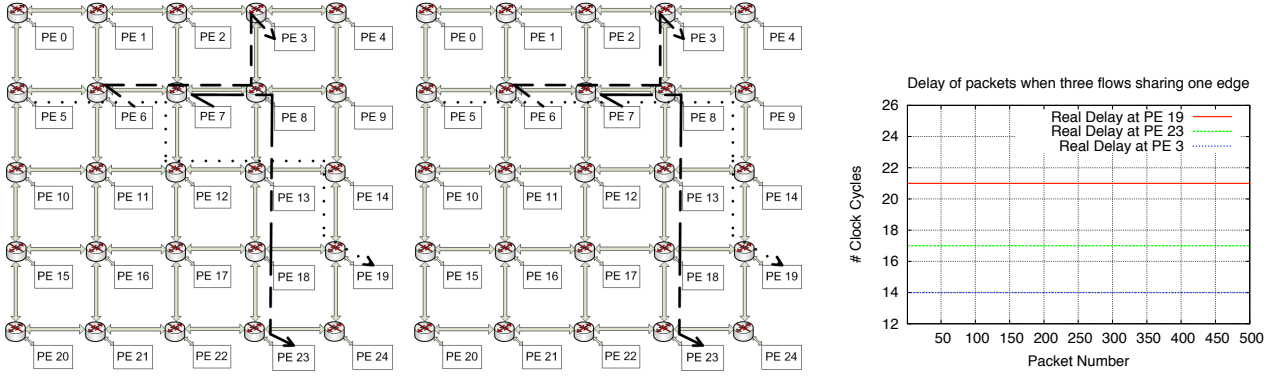 PE 0 PE 1 PE 2 PE 3 PE 4
PE 5 PE 6 PE 7 PE 8 PE 9
PE 10 PE 11 PE 12 PE 13 PE 14
PE 15 PE 16 PE 17 PE 18 PE 19
PE 20 PE 21 PE 22 PE 23 PE 24
PE 0 PE 1 PE 2 PE 3 PE 4
PE 5 PE 6 PE 7 PE 8 PE 9
PE 10 PE 11 PE 12 PE 13 PE 14
PE 15 PE 16 PE 17 PE 18 PE 19
PE 20 PE 21 PE 22 PE 23 PE 24
Delay of packets when three flows sharing one edge
Real Delay at PE 19
Real Delay at PE 23
Real Delay at PE 3
# Clock Cycles
26
24
22
20
18
16
14
12
50 100 150 200 250 300 350 400 450 500
Packet Number